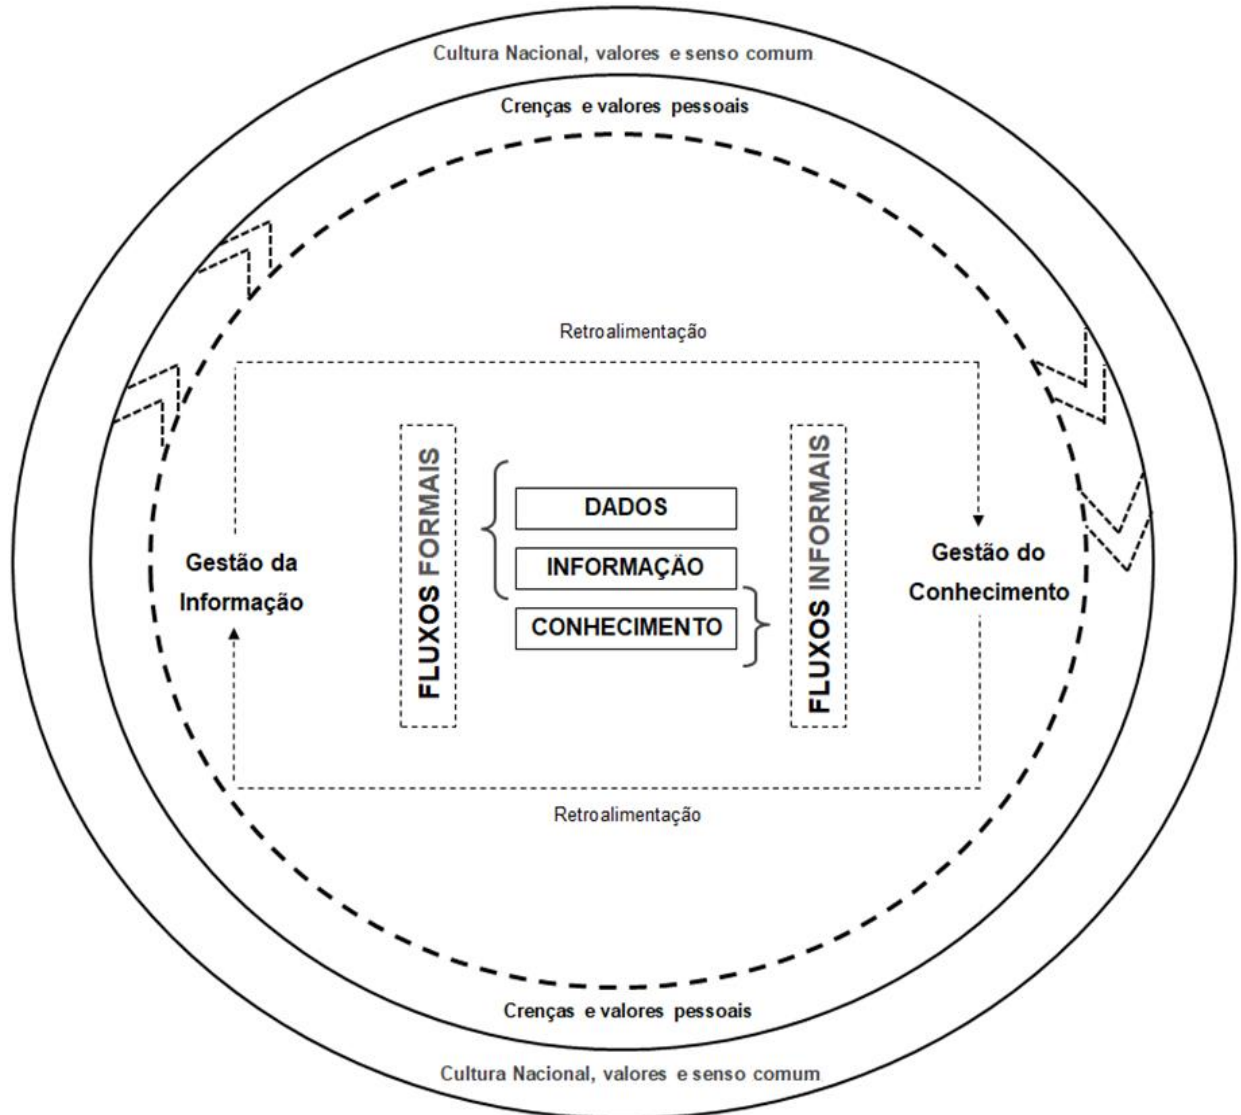 Cultura Nacional, valores e senso comum
Crenças e valores pessoais
Retroalimentação
FLUXOS FORMAIS
DADOS
INFORMAÇÃO
CONHECIMENTO
FLUXOS INFORMAIS
Gestão da
Informação
Gestão do
Conhecimento
Retroalimentação
Crenças e valores pessoais
Cultura Nacional, valores e senso comum